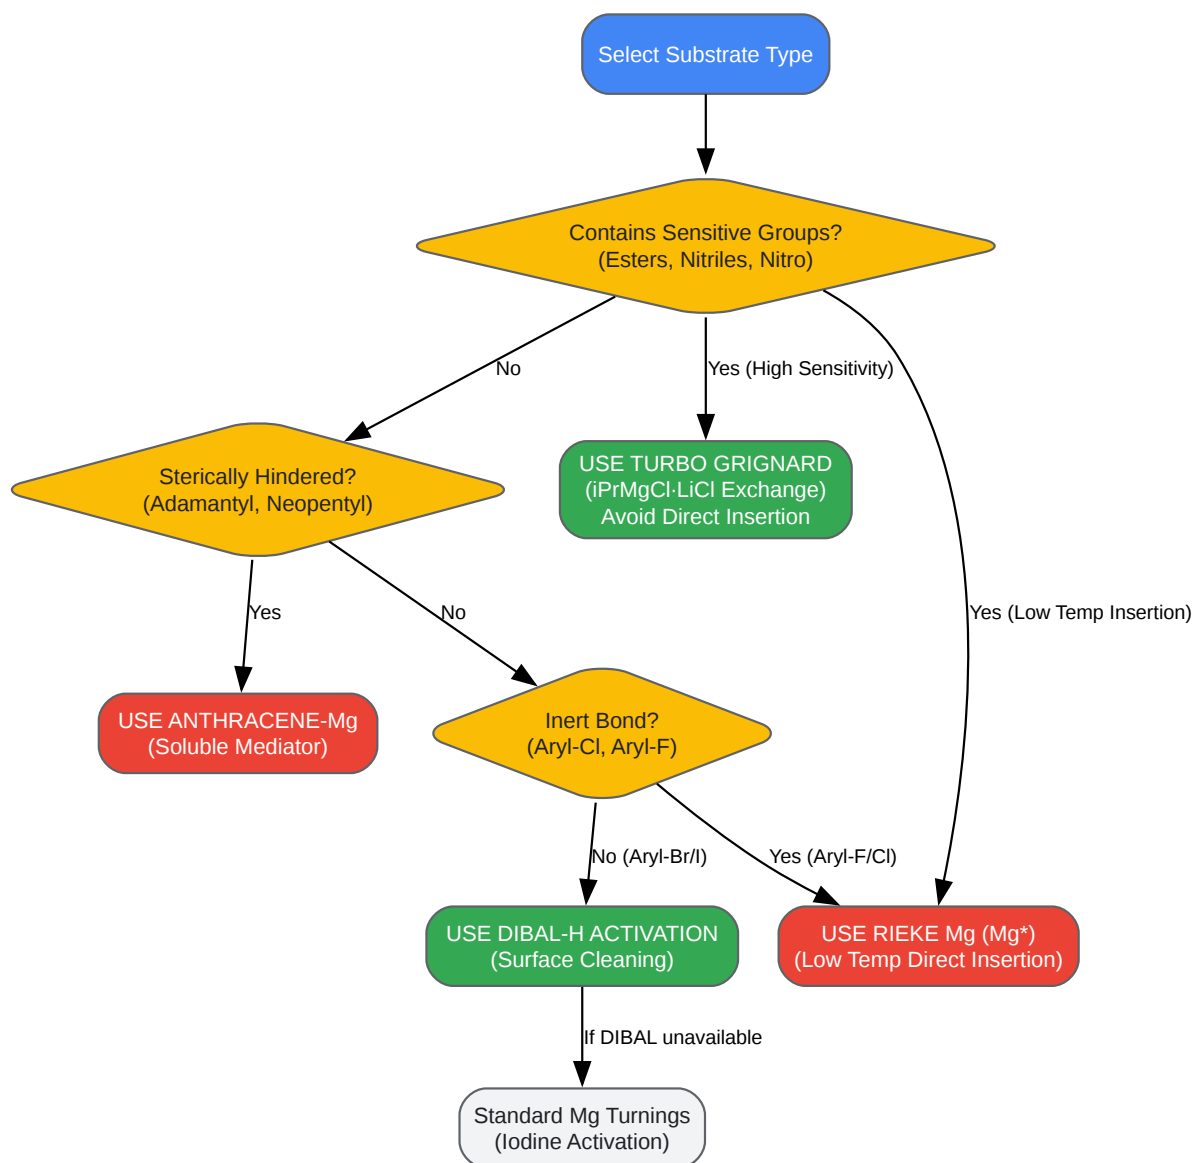 Select Substrate Type
Contains Sensitive Groups?
(Esters, Nitriles, Nitro)
No
Yes (High Sensitivity)
Sterically Hindered?
(Adamantyl, Neopentyl)
USE TURBO GRIGNARD
(iPrMgCl·LiCl Exchange)
Avoid Direct Insertion
Yes
No
Yes (Low Temp Insertion)
USE ANTHRACENE-Mg
(Soluble Mediator)
Inert Bond?
(Aryl-Cl, Aryl-F)
No (Aryl-Br/I)
Yes (Aryl-F/Cl)
USE DIBAL-H ACTIVATION
(Surface Cleaning)
USE RIEKE Mg (Mg*)
(Low Temp Direct Insertion)
If DIBAL unavailable
Standard Mg Turnings
(Iodine Activation)